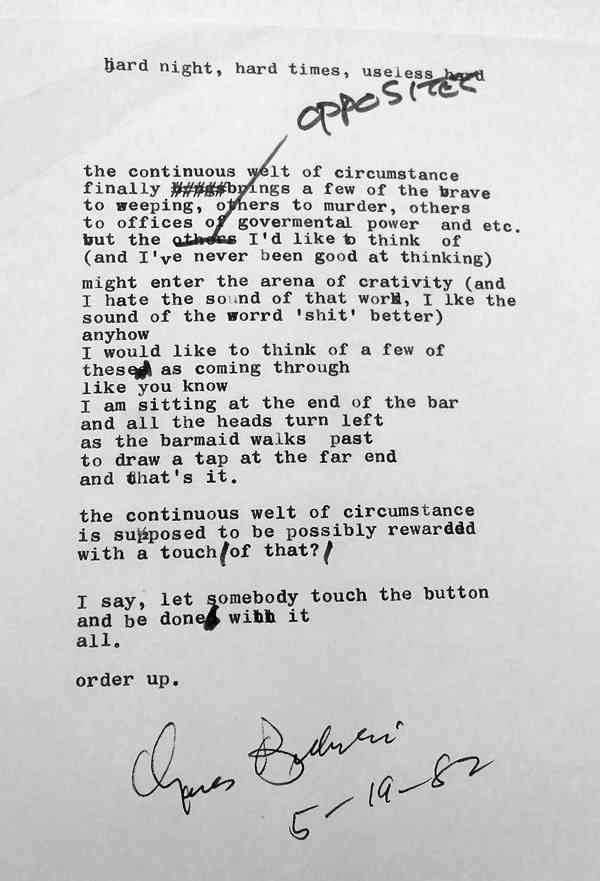 hard night, hard times, useless hard
OPPOSITES
the continuous welt of circumstance
finally #####brings a few of the brave
to weeping, others to murder, others
to offices of govermental power and etc.
but the others I'd like to think of
(and I've never been good at thinking)
might enter the arena of crativity (and
I hate the sound of that word, I lke the
sound of the worrd 'shit' better)
anyhow
I would like to think of a few of
these as coming through
like you know
I am sitting at the end of the bar
and all the heads turn left
as the barmaid walks past
to draw a tap at the far end
and that's it.
the continuous welt of circumstance
is supposed to be possibly rewarddd
with a touch of that?
I say, let somebody touch the button
and be done with it
all.
order up.
Charles Bukowski
5-19-82